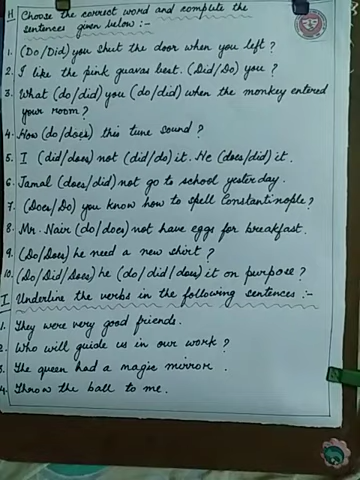 H. Choose the correct word and complete the
sentences given below :-
1. (Do/Did) you shut the door when you left ?
2. I like the pink guavas best. (Did/Do) you ?
3. What (do/did) you (do/did) when the monkey entered
your room ?
4. How (do/does) this tune sound ?
5. I (did/does) not (did/do) it. He (does/did) it.
6. Jamal (does/did) not go to school yesterday.
7. (Does/Do) you know how to spell Constantinople ?
8. Mr. Nair (do/does) not have eggs for breakfast.
9. (Do/Does) he need a new shirt ?
10. (Do/Did/Does) he (do/did/does) it on purpose ?
I Underline the verbs in the following sentences :-
1. They were very good friends.
2. Who will guide us in our work ?
3. The queen had a magic mirror .
4. Throw the ball to me.